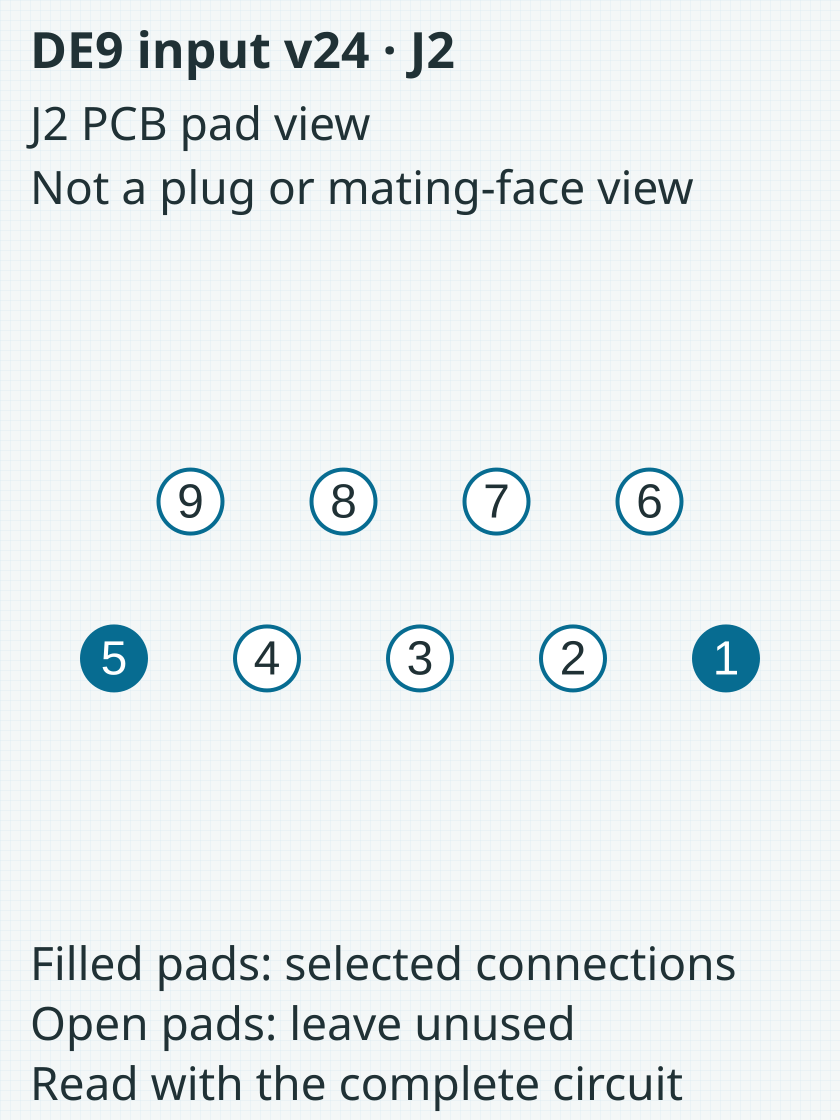 DE9 input v24 · J2
J2 PCB pad view
Not a plug or mating-face view
9 8 7 6
5 4 3 2 1
Filled pads: selected connections
Open pads: leave unused
Read with the complete circuit